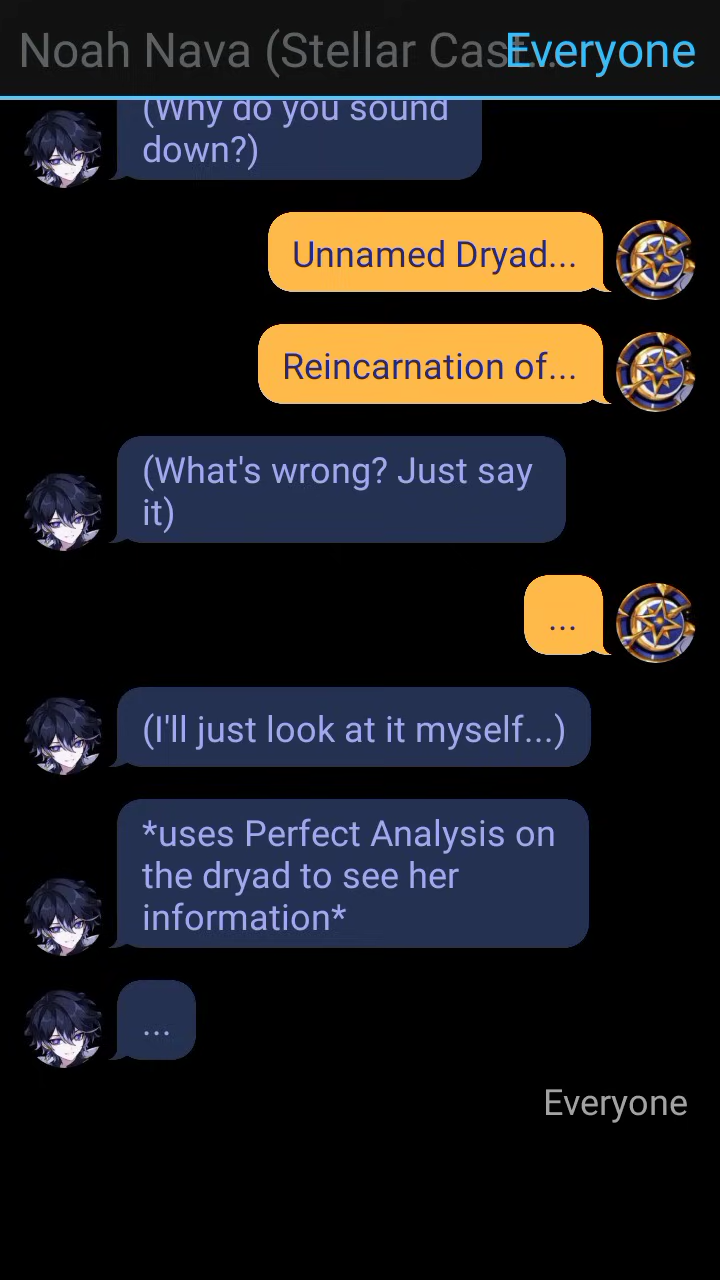 Noah Nava (Stellar Cast...
Everyone
(Why do you sound
down?)
Unnamed Dryad...
Reincarnation of...
(What's wrong? Just say
it)
...
(I'll just look at it myself...)
*uses Perfect Analysis on
the dryad to see her
information*
...
Everyone